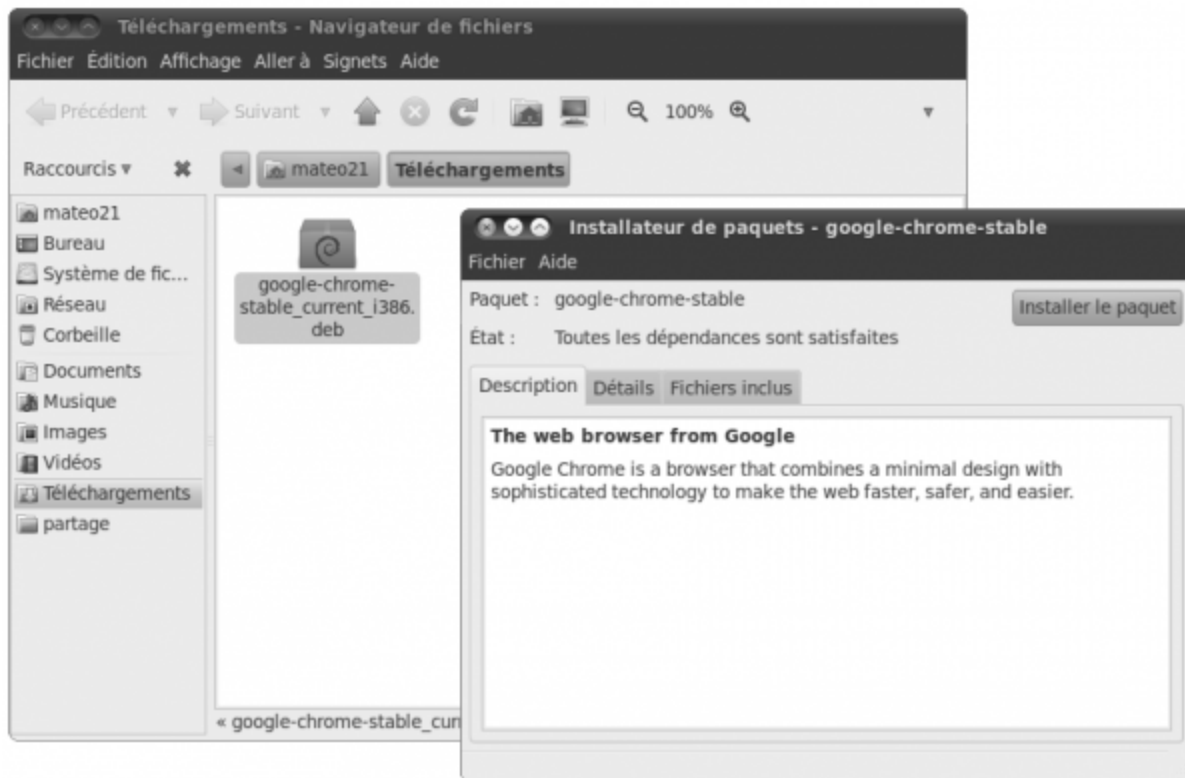 Téléchargements - Navigateur de fichiers
Fichier Édition Affichage Aller à Signets Aide
Précédent Suivant 100%
Raccourcis mateo21 Téléchargements
mateo21
Bureau
Système de fic...
Réseau
Corbeille
Documents
Musique
Images
Vidéos
Téléchargements
partage
google-chrome-
stable_current_i386.
deb
« google-chrome-stable_cur
Installateur de paquets - google-chrome-stable
Fichier Aide
Paquet : google-chrome-stable
Installer le paquet
État : Toutes les dépendances sont satisfaites
Description Détails Fichiers inclus
The web browser from Google
Google Chrome is a browser that combines a minimal design with
sophisticated technology to make the web faster, safer, and easier.